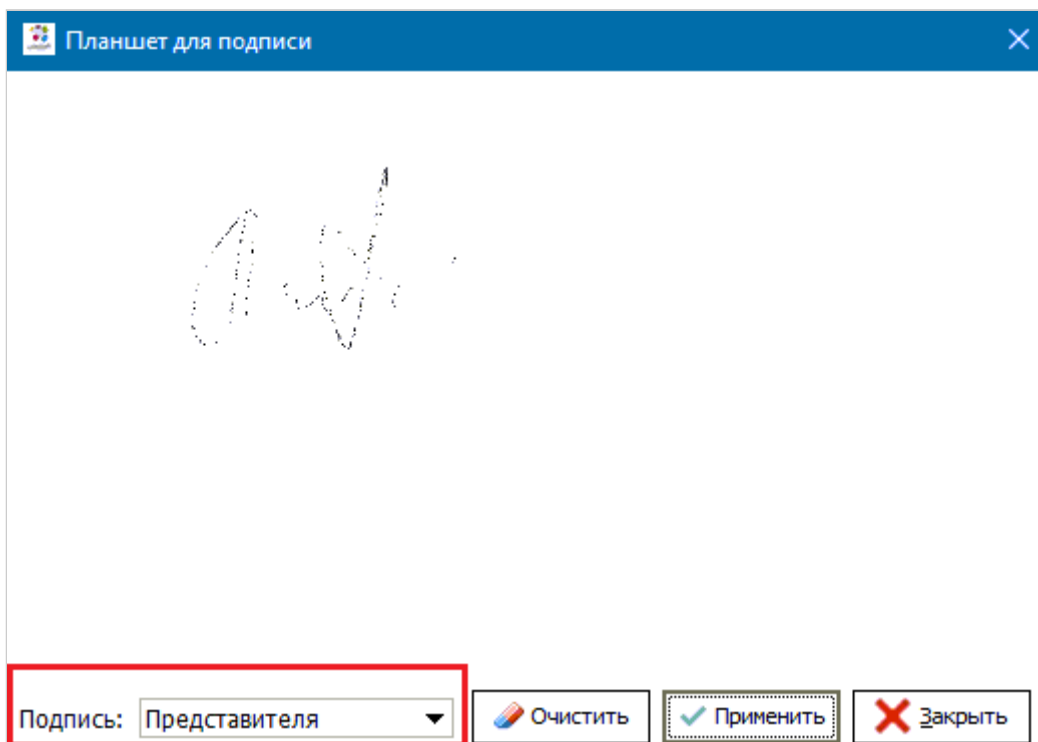 Планшет для подписи
Подпись: Представителя Очистить Применить Закрыть